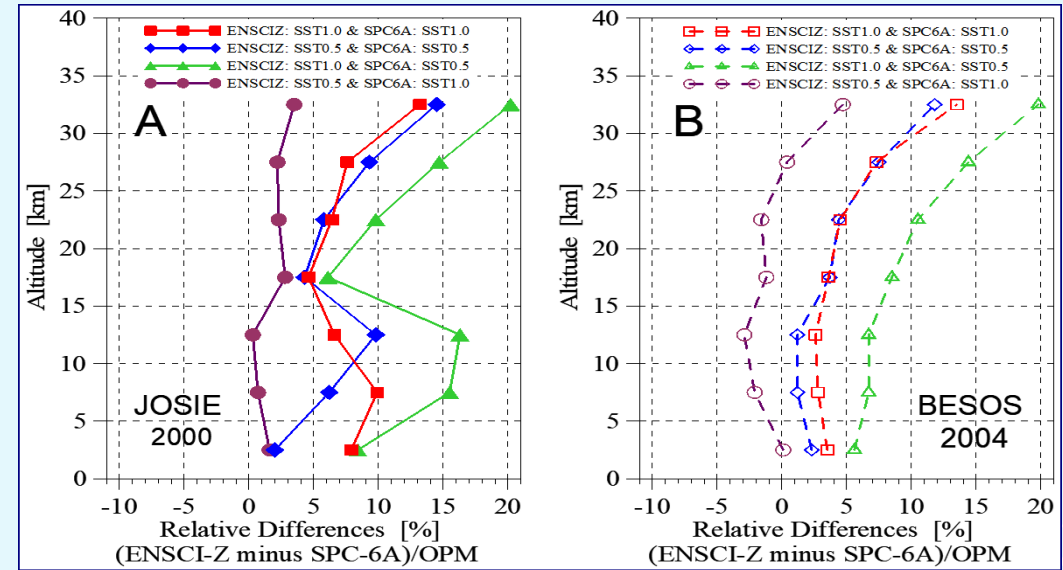 ENSCIZ: SST1.0 & SPC6A: SST1.0
ENSCIZ: SST0.5 & SPC6A: SST0.5
ENSCIZ: SST1.0 & SPC6A: SST0.5
ENSCIZ: SST0.5 & SPC6A: SST1.0
A
JOSIE
2000
40
35
30
25
20
15
10
5
0
Altitude [km]
-10 -5 0 5 10 15 20
Relative Differences [%]
(ENSCI-Z minus SPC-6A)/OPM
ENSCIZ: SST1.0 & SPC6A: SST1.0
ENSCIZ: SST0.5 & SPC6A: SST0.5
ENSCIZ: SST1.0 & SPC6A: SST0.5
ENSCIZ: SST0.5 & SPC6A: SST1.0
B
BESOS
2004
40
35
30
25
20
15
10
5
0
Altitude [km]
-10 -5 0 5 10 15 20
Relative Differences [%]
(ENSCI-Z minus SPC-6A)/OPM